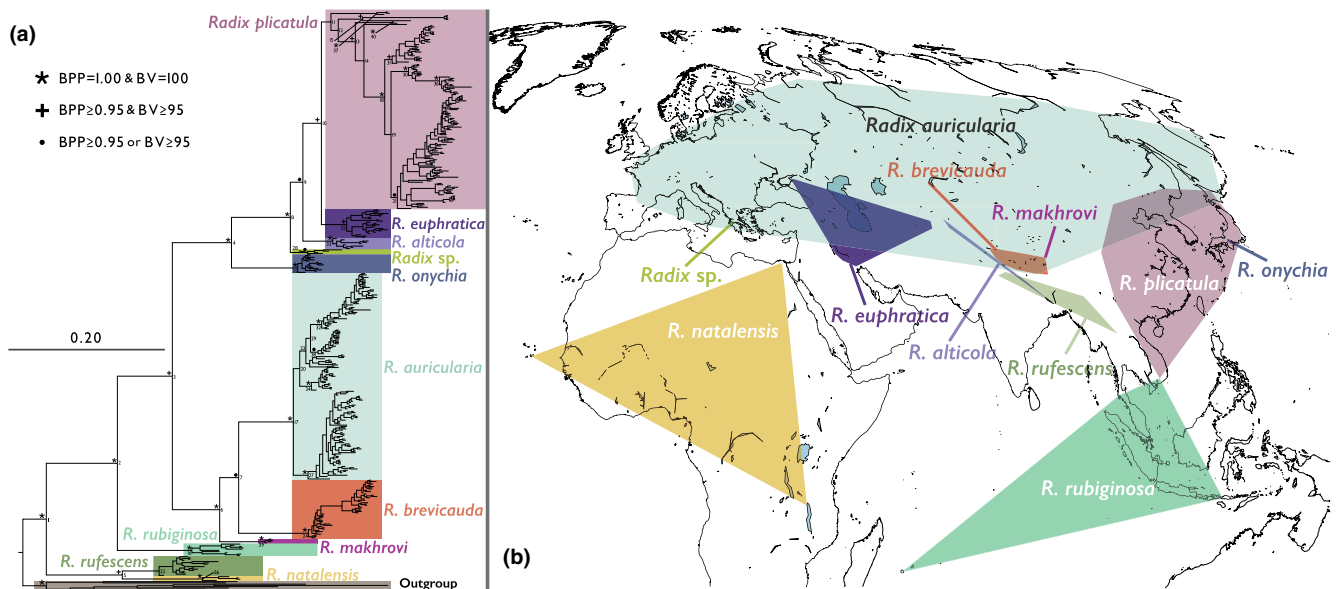 (a)
Radix plicatula
BPP=1.00 & BV=100
BPP≥0.95 & BV≥95
BPP≥0.95 or BV≥95
R. euphratica
R. alticola
Radix sp.
R. onychia
0.20
R. auricularia
R. brevicauda
R. rubiginosa
R. makhrovi
R. rufescens
R. natalensis
Outgroup
Radix auricularia
R. brevicauda
R. makhrovi
R. onychia
R. plicatula
Radix sp.
R. euphratica
R. natalensis
R. alticola
R. rufescens
R. rubiginosa
(b)